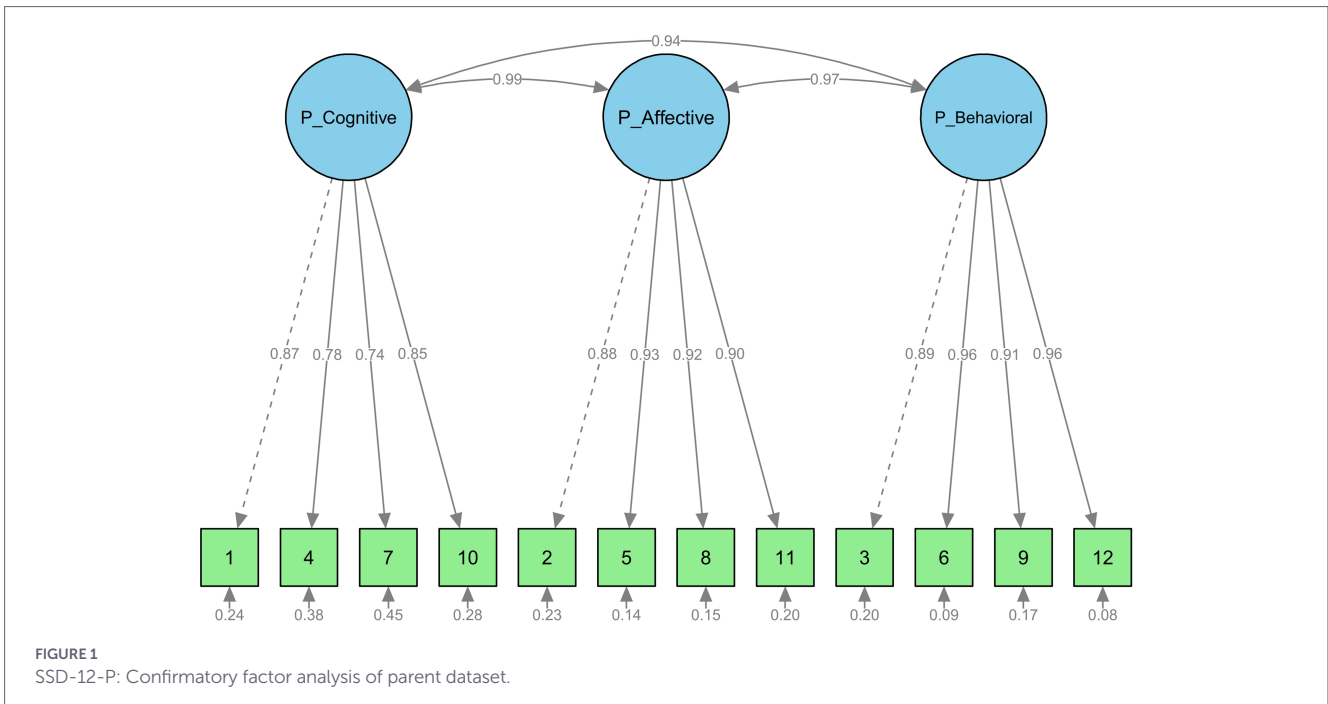 0.94
0.99 0.97
P_Cognitive P_Affective P_Behavioral
0.87 0.78 0.74 0.85 0.88 0.93 0.92 0.90 0.89 0.96 0.91 0.96
1 4 7 10 2 5 8 11 3 6 9 12
0.24 0.38 0.45 0.28 0.23 0.14 0.15 0.20 0.20 0.09 0.17 0.08
FIGURE 1
SSD-12-P: Confirmatory factor analysis of parent dataset.